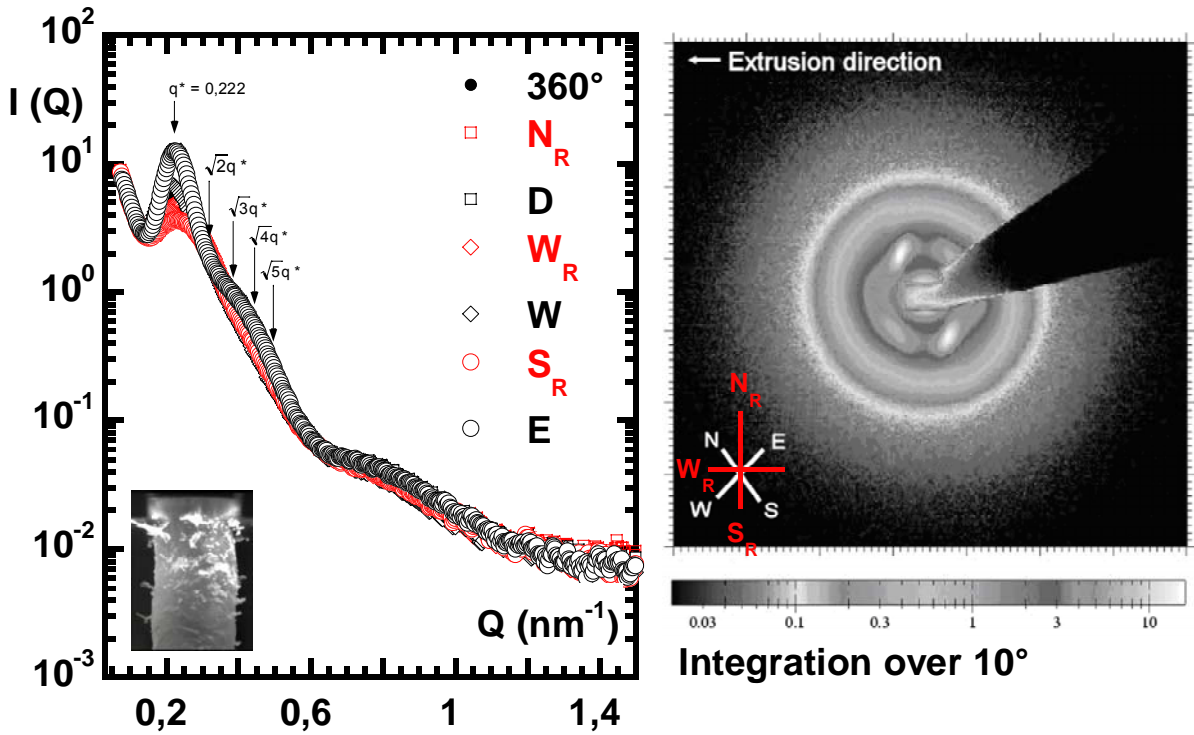 10²
I (Q)
10¹
10⁰
10⁻¹
10⁻²
10⁻³
q* = 0,222
√2q *
√3q *
√4q *
√5q *
360°
N_R
D
W_R
W
S_R
E
Q (nm⁻¹)
0,2
0,6
1
1,4
← Extrusion direction
N_R
N
E
W_R
W
S
S_R
0.03
0.1
0.3
1
3
10
Integration over 10°